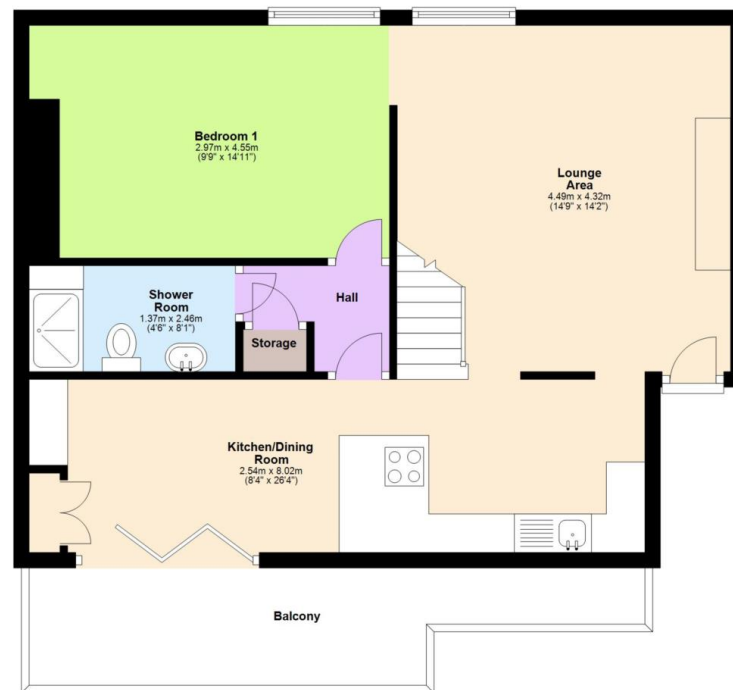 Bedroom 1
2.97m x 4.55m
(9'9" x 14'11")
Lounge
Area
4.49m x 4.32m
(14'9" x 14'2")
Shower
Room
1.37m x 2.46m
(4'6" x 8'1")
Hall
Storage
Kitchen/Dining
Room
2.54m x 8.02m
(8'4" x 26'4")
Balcony